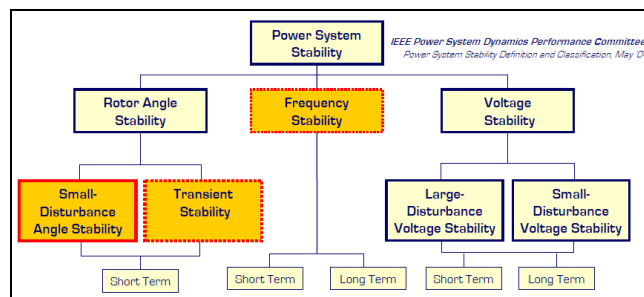 Power System
Stability
IEEE Power System Dynamics Performance Committee
Power System Stability Definition and Classification, May '0
Rotor Angle
Stability
Frequency
Stability
Voltage
Stability
Small-
Disturbance
Angle Stability
Transient
Stability
Large-
Disturbance
Voltage Stability
Small-
Disturbance
Voltage Stability
Short Term
Short Term
Long Term
Short Term
Long Term